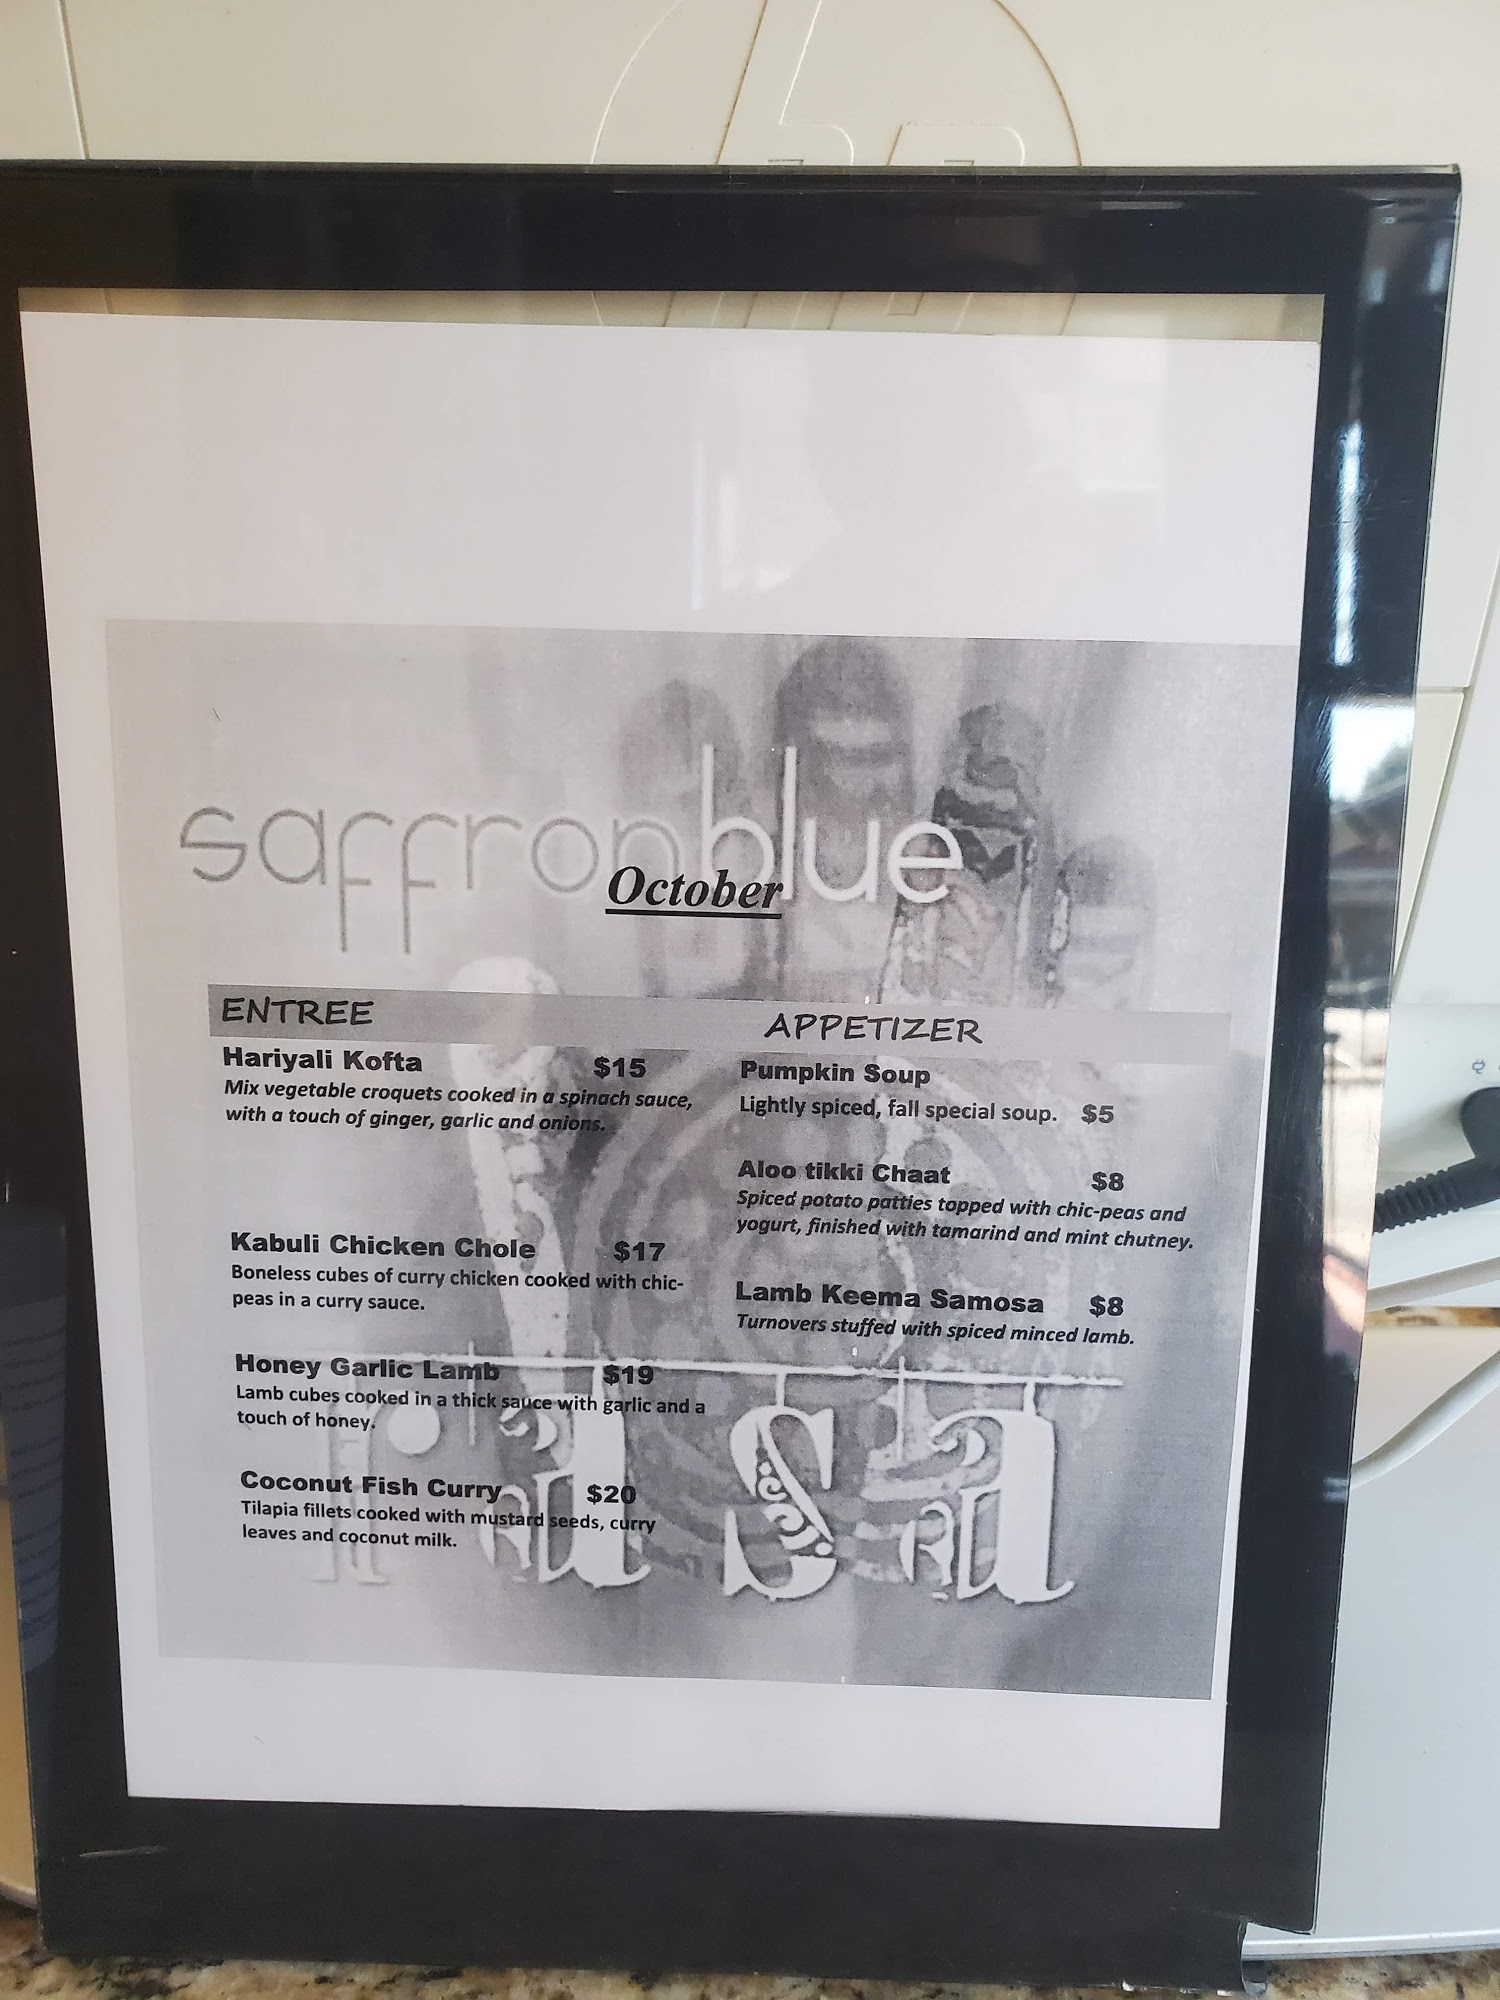 hp
saffronblue
October
ENTREE
Hariyali Kofta $15
Mix vegetable croquets cooked in a spinach sauce,
with a touch of ginger, garlic and onions.
Kabuli Chicken Chole $17
Boneless cubes of curry chicken cooked with chic-
peas in a curry sauce.
Honey Garlic Lamb $19
Lamb cubes cooked in a thick sauce with garlic and a
touch of honey.
Coconut Fish Curry $20
Tilapia fillets cooked with mustard seeds, curry
leaves and coconut milk.
APPETIZER
Pumpkin Soup
Lightly spiced, fall special soup. $5
Aloo tikki Chaat $8
Spiced potato patties topped with chic-peas and
yogurt, finished with tamarind and mint chutney.
Lamb Keema Samosa $8
Turnovers stuffed with spiced minced lamb.
rasa